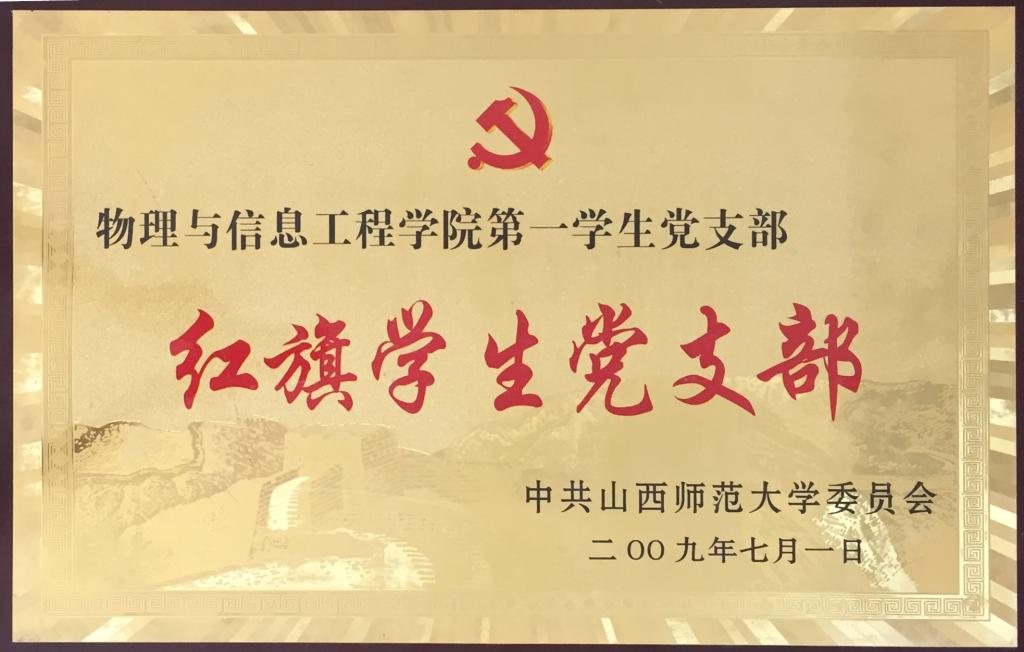 物理与信息工程学院第一学生党支部
红旗学生党支部
中共山西师范大学委员会
二OO九年七月一日